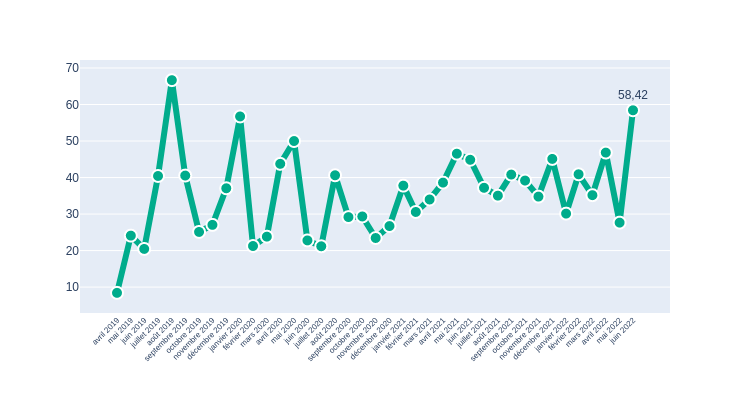 70
60
50
40
30
20
10
58,42
avril 2019
mai 2019
juin 2019
juillet 2019
août 2019
septembre 2019
octobre 2019
novembre 2019
décembre 2019
janvier 2020
février 2020
mars 2020
avril 2020
mai 2020
juin 2020
juillet 2020
août 2020
septembre 2020
octobre 2020
novembre 2020
décembre 2020
janvier 2021
février 2021
mars 2021
avril 2021
mai 2021
juin 2021
juillet 2021
août 2021
septembre 2021
octobre 2021
novembre 2021
décembre 2021
janvier 2022
février 2022
mars 2022
avril 2022
mai 2022
juin 2022